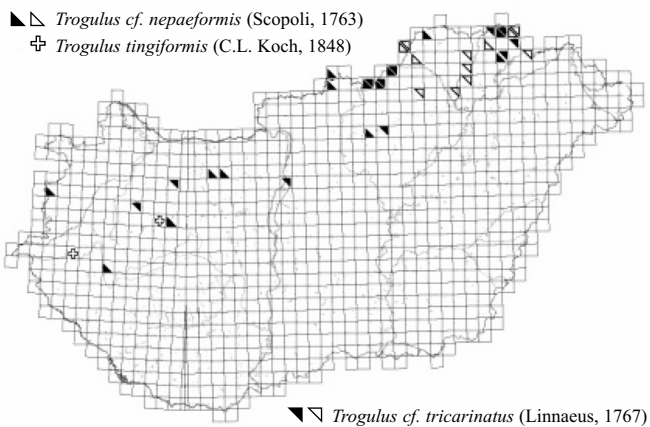 Trogulus cf. nepaeformis (Scopoli, 1763)
Trogulus tingiformis (C.L. Koch, 1848)
Trogulus cf. tricarinatus (Linnaeus, 1767)